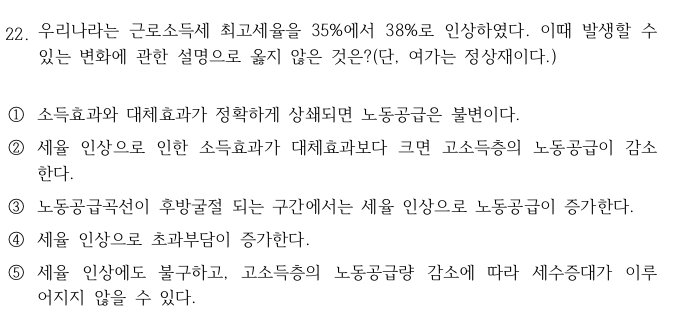 22. 우리나라는 근로소득세 최고세율을 35%에서 38%로 인상하였다. 이때 발생할 수
있는 변화에 관한 설명으로 옳지 않은 것은?(단, 여가는 정상재이다.)
① 소득효과와 대체효과가 정확하게 상쇄되면 노동공급은 불변이다.
② 세율 인상으로 인한 소득효과가 대체효과보다 크면 고소득층의 노동공급이 감소
한다.
③ 노동공급곡선이 후방굴절 되는 구간에서는 세율 인상으로 노동공급이 증가한다.
④ 세율 인상으로 초과부담이 증가한다.
⑤ 세율 인상에도 불구하고, 고소득층의 노동공급량 감소에 따라 세수증대가 이루
어지지 않을 수 있다.